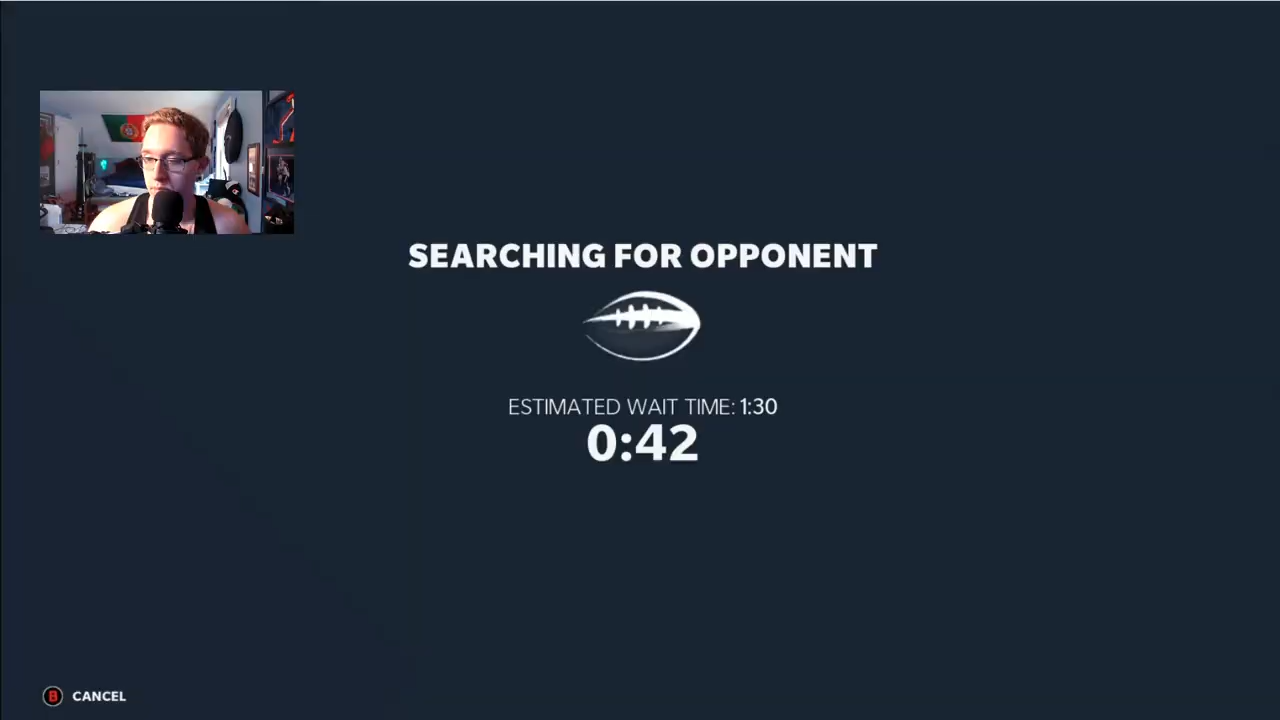 SEARCHING FOR OPPONENT
ESTIMATED WAIT TIME: 1:30
0:42
B CANCEL